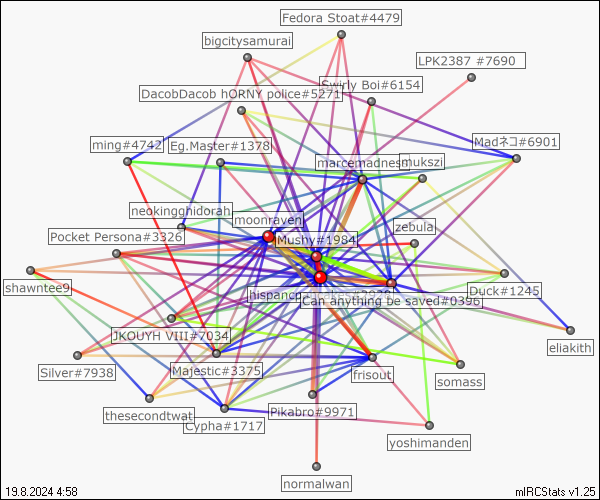 Fedora Stoat#4479
bigcitysamurai
LPK2387 #7690
Swirly Boi#6154
DacobDacob hORNY police#5271
Madネコ#6901
ming#4742
Eg.Master#1378
marcemadness
mukszi
neokingghidorah
moonraven
zebula
Pocket Persona#3326
Mushy#1984
shawntee9
Duck#1245
Can anything be saved#0396
JKOUYH VIII#7034
eliakith
Silver#7938
Majestic#3375
frisout
somass
thesecondtwat
Pikabro#9971
Cypha#1717
yoshimanden
normalwan
19.8.2024 4:58
mIRCStats v1.25